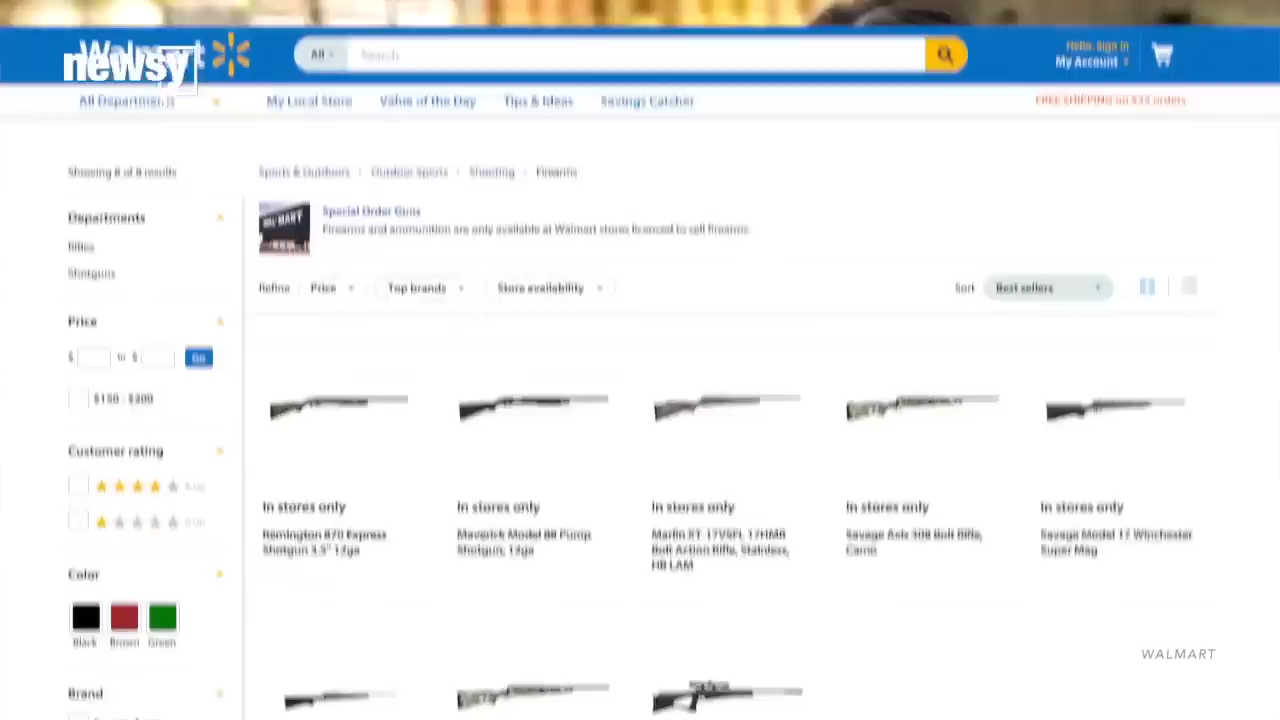 Walmart
newsy
All
Search
Hello. Sign In
My Account
All Departments
My Local Store
Value of the Day
Tips & Ideas
Savings Catcher
FREE SHIPPING on $35 orders
Showing 8 of 8 results
Sports & Outdoors
Outdoor Sports
Shooting
Firearms
Departments
Rifles
Shotguns
Special Order Guns
Firearms and ammunition are only available at Walmart stores licensed to sell firearms
Refine
Price
Top brands
Store availability
Sort
Best sellers
Price
$ to $ Go
$150 - $200
Customer rating
Color
Black
Brown
Green
Brand
In stores only
Remington 870 Express
Shotgun 3.5" 12ga
In stores only
Maverick Model 88 Pump
Shotgun, 12ga
In stores only
Marlin XT-17VSFL 17HMR
Bolt Action Rifle, Stainless,
HB LAM
In stores only
Savage Axis 308 Bolt Rifle,
Camo
In stores only
Savage Model 17 Winchester
Super Mag
WALMART